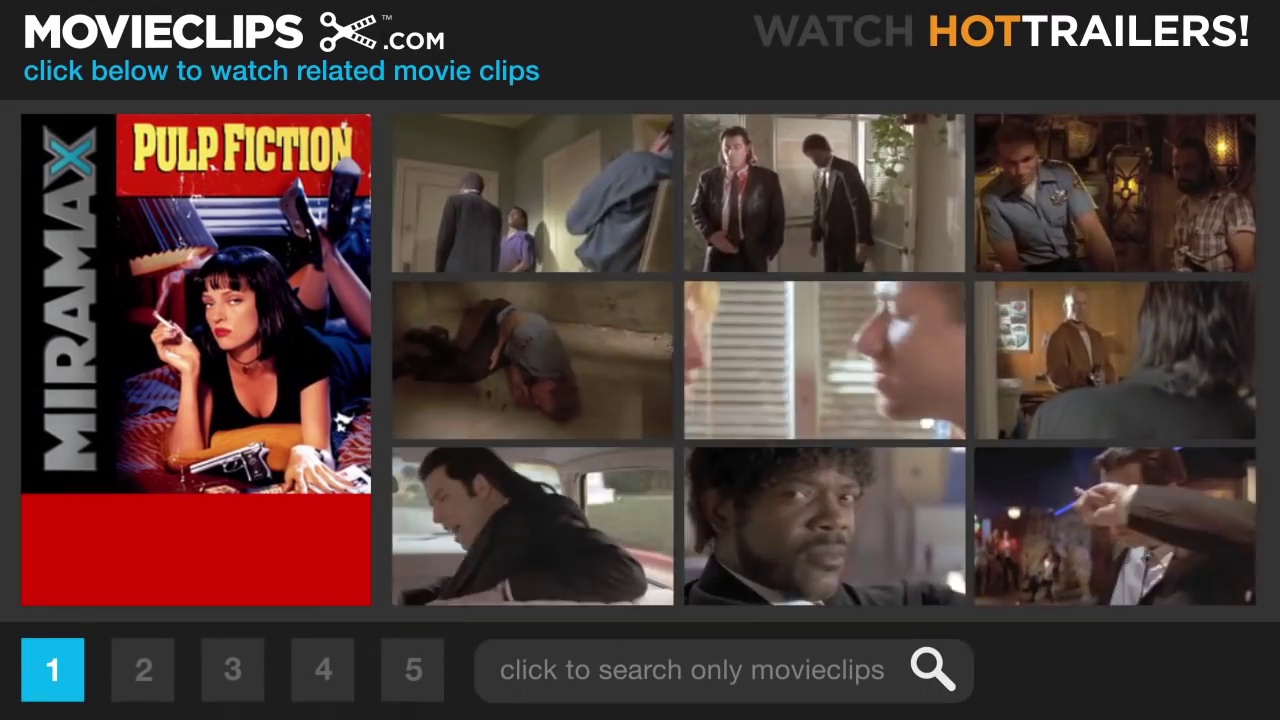 MOVIECLIPS .COM™
WATCH HOTTRAILERS!
click below to watch related movie clips
MIRAMAX
PULP FICTION
1 2 3 4 5
click to search only movieclips